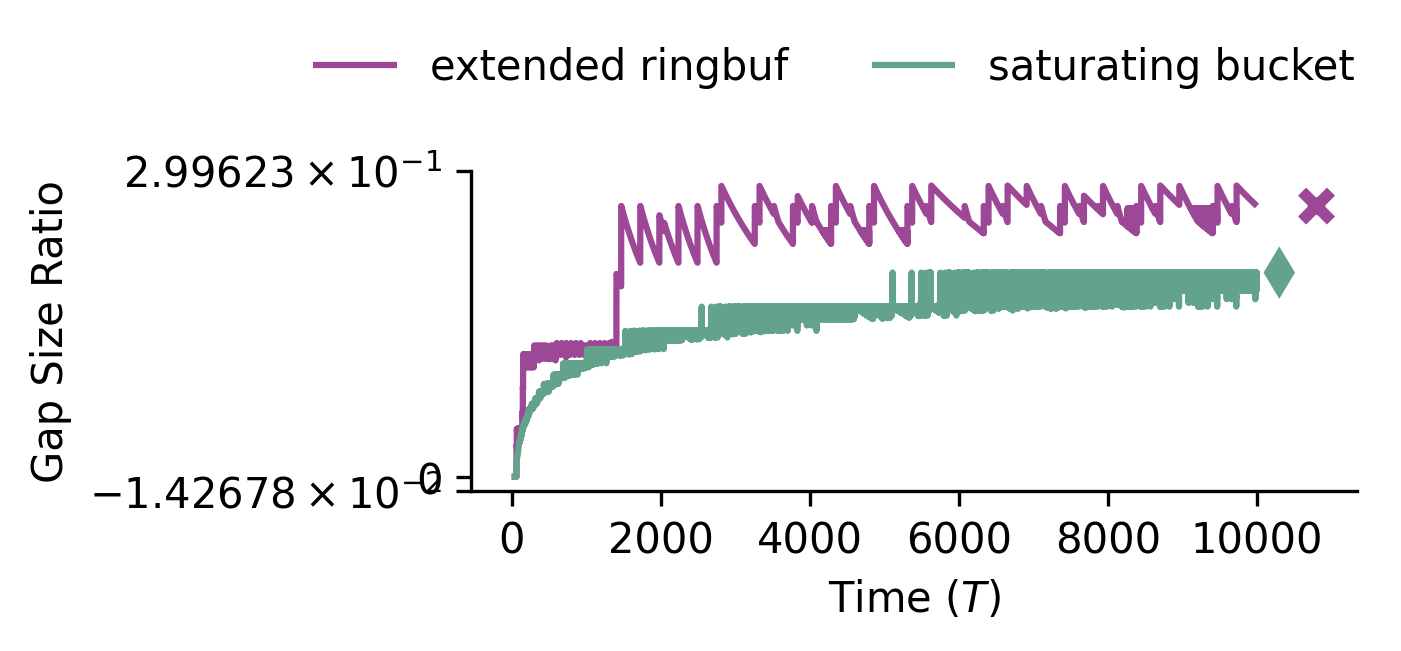 extended ringbuf saturating bucket
2.99623 × 10⁻¹
Gap Size Ratio
0
−1.42678 × 10⁻²
0 2000 4000 6000 8000 10000
Time (T)